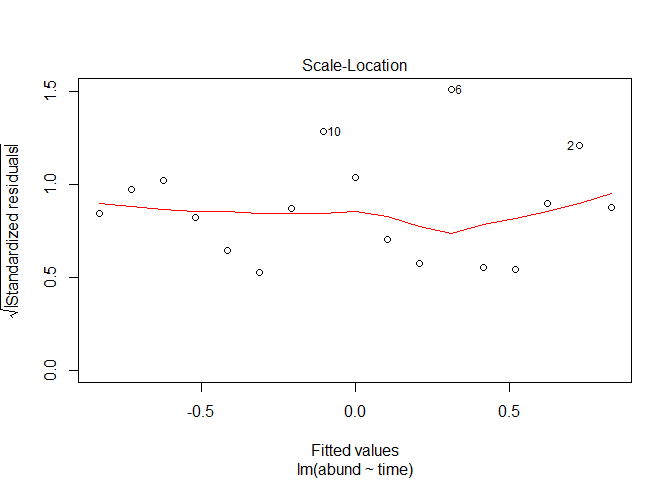 Scale-Location
√|Standardized residuals|
1.5
1.0
0.5
0.0
6
10
2
-0.5
0.0
0.5
Fitted values
lm(abund ~ time)